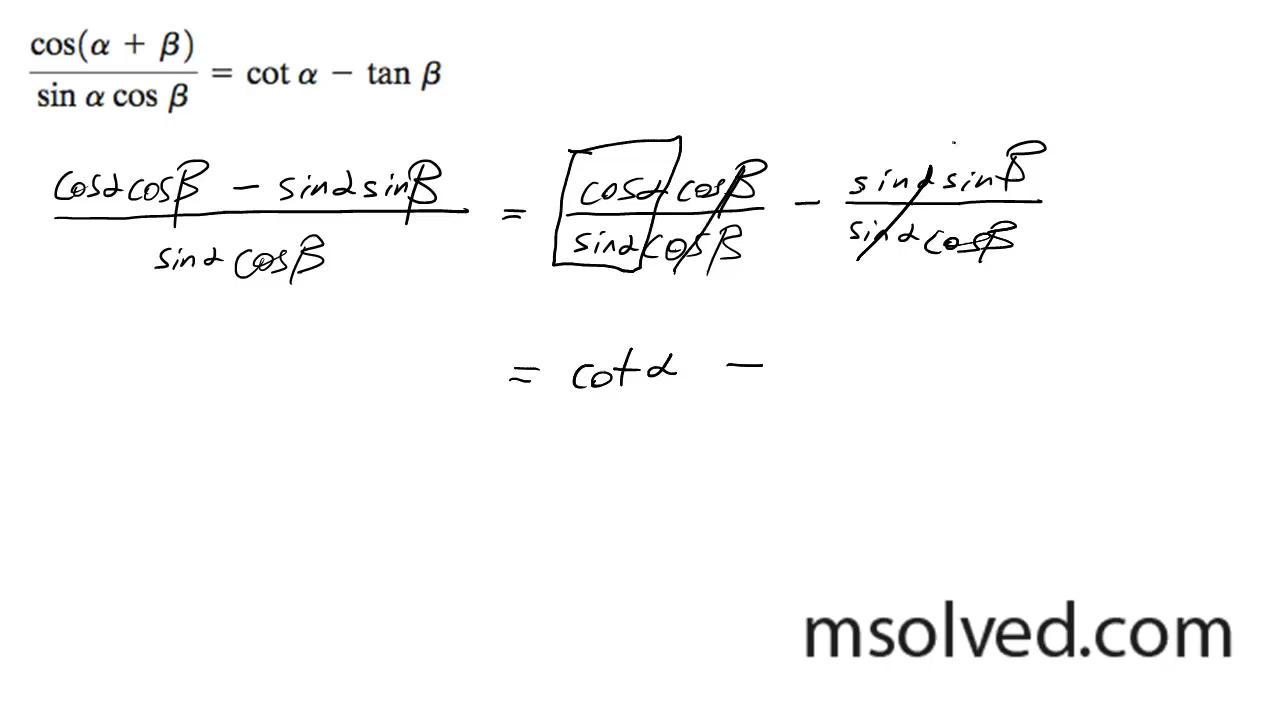 cos(α + β) / sin α cos β = cot α − tan β
cosα cosβ − sinα sinβ / sinα cosβ = cosα cosβ / sinα cosβ − sinα sinβ / sinα cosβ
= cotα −
msolved.com